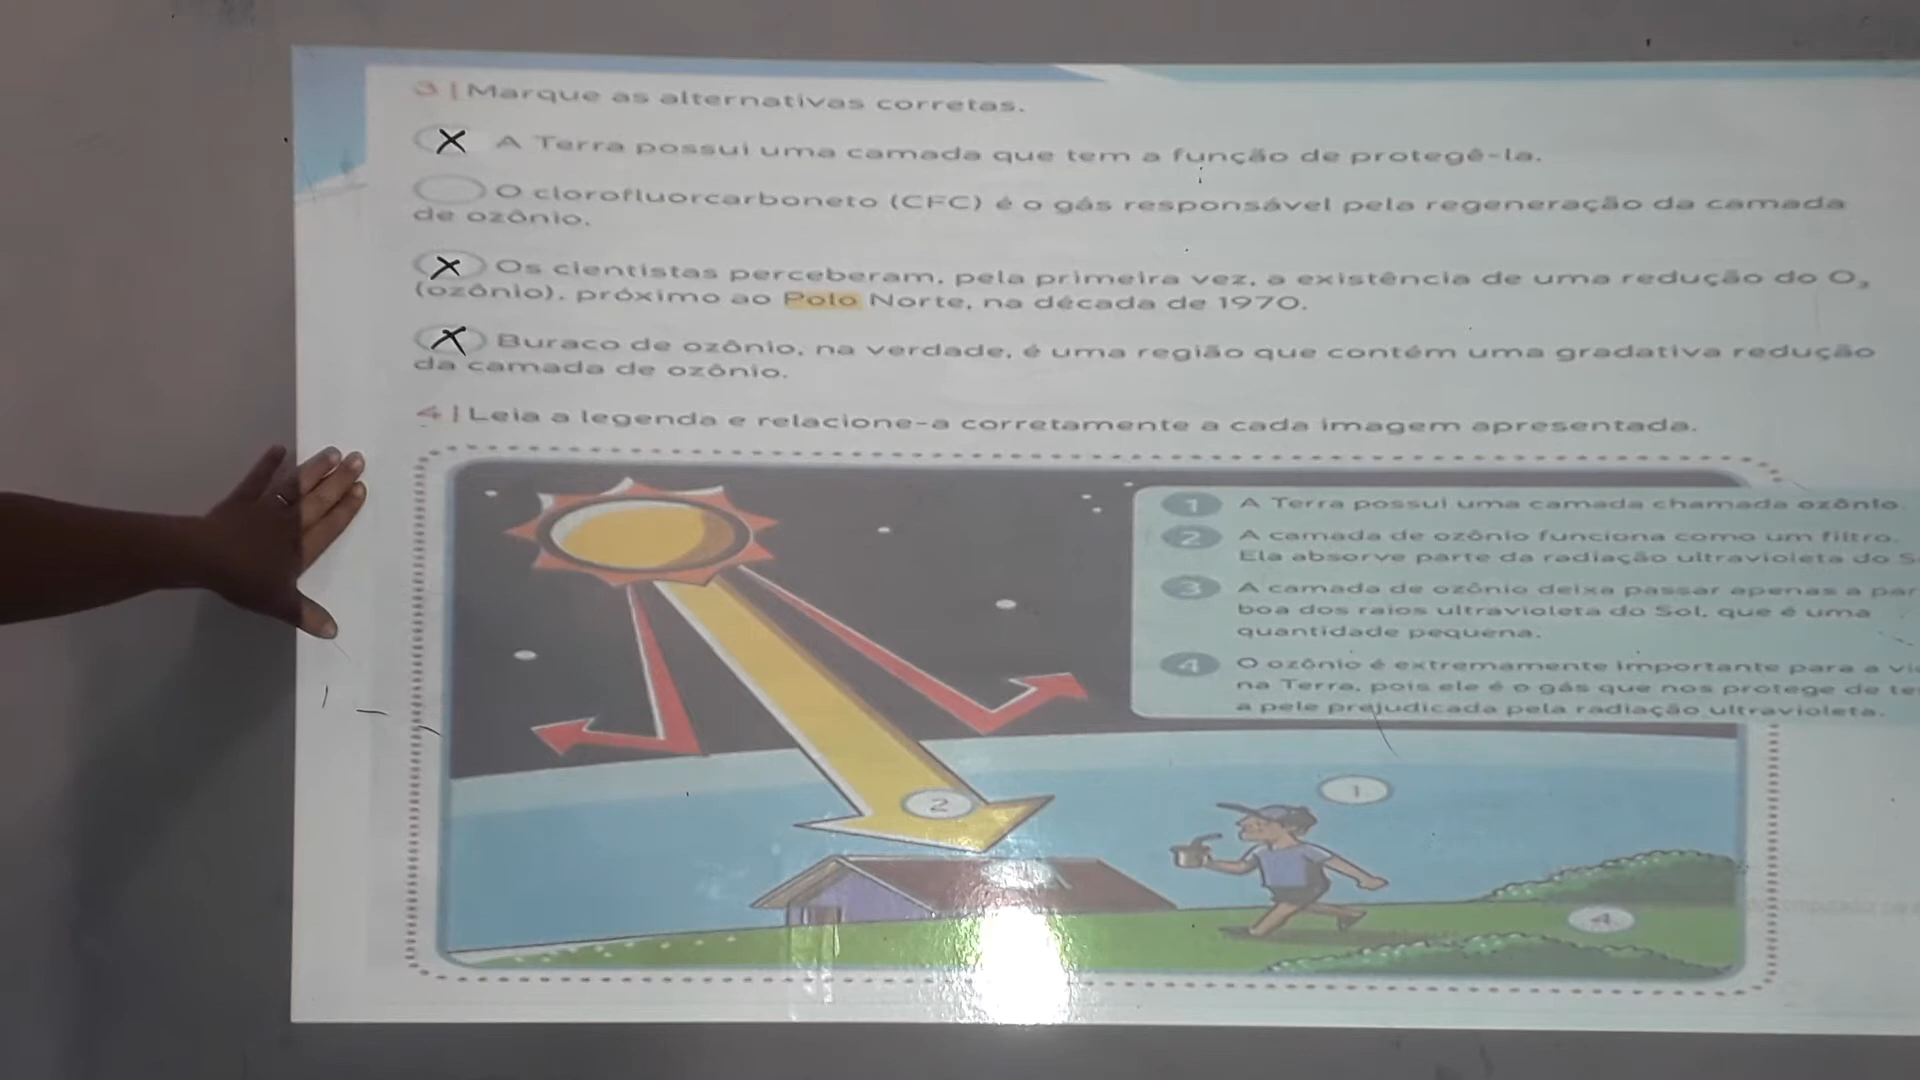 3 | Marque as alternativas corretas.
X A Terra possui uma camada que tem a função de protegê-la.
O clorofluorcarboneto (CFC) é o gás responsável pela regeneração da camada
de ozônio.
X Os cientistas perceberam, pela primeira vez, a existência de uma redução do O₃
(ozônio), próximo ao Polo Norte, na década de 1970.
X Buraco de ozônio, na verdade, é uma região que contém uma gradativa redução
da camada de ozônio.
4 | Leia a legenda e relacione-a corretamente a cada imagem apresentada.
1 A Terra possui uma camada chamada ozônio.
2 A camada de ozônio funciona como um filtro.
Ela absorve parte da radiação ultravioleta do S
3 A camada de ozônio deixa passar apenas a par
boa dos raios ultravioleta do Sol, que é uma
quantidade pequena.
4 O ozônio é extremamente importante para a vi
na Terra, pois ele é o gás que nos protege de te
a pele prejudicada pela radiação ultravioleta.
1
2
4